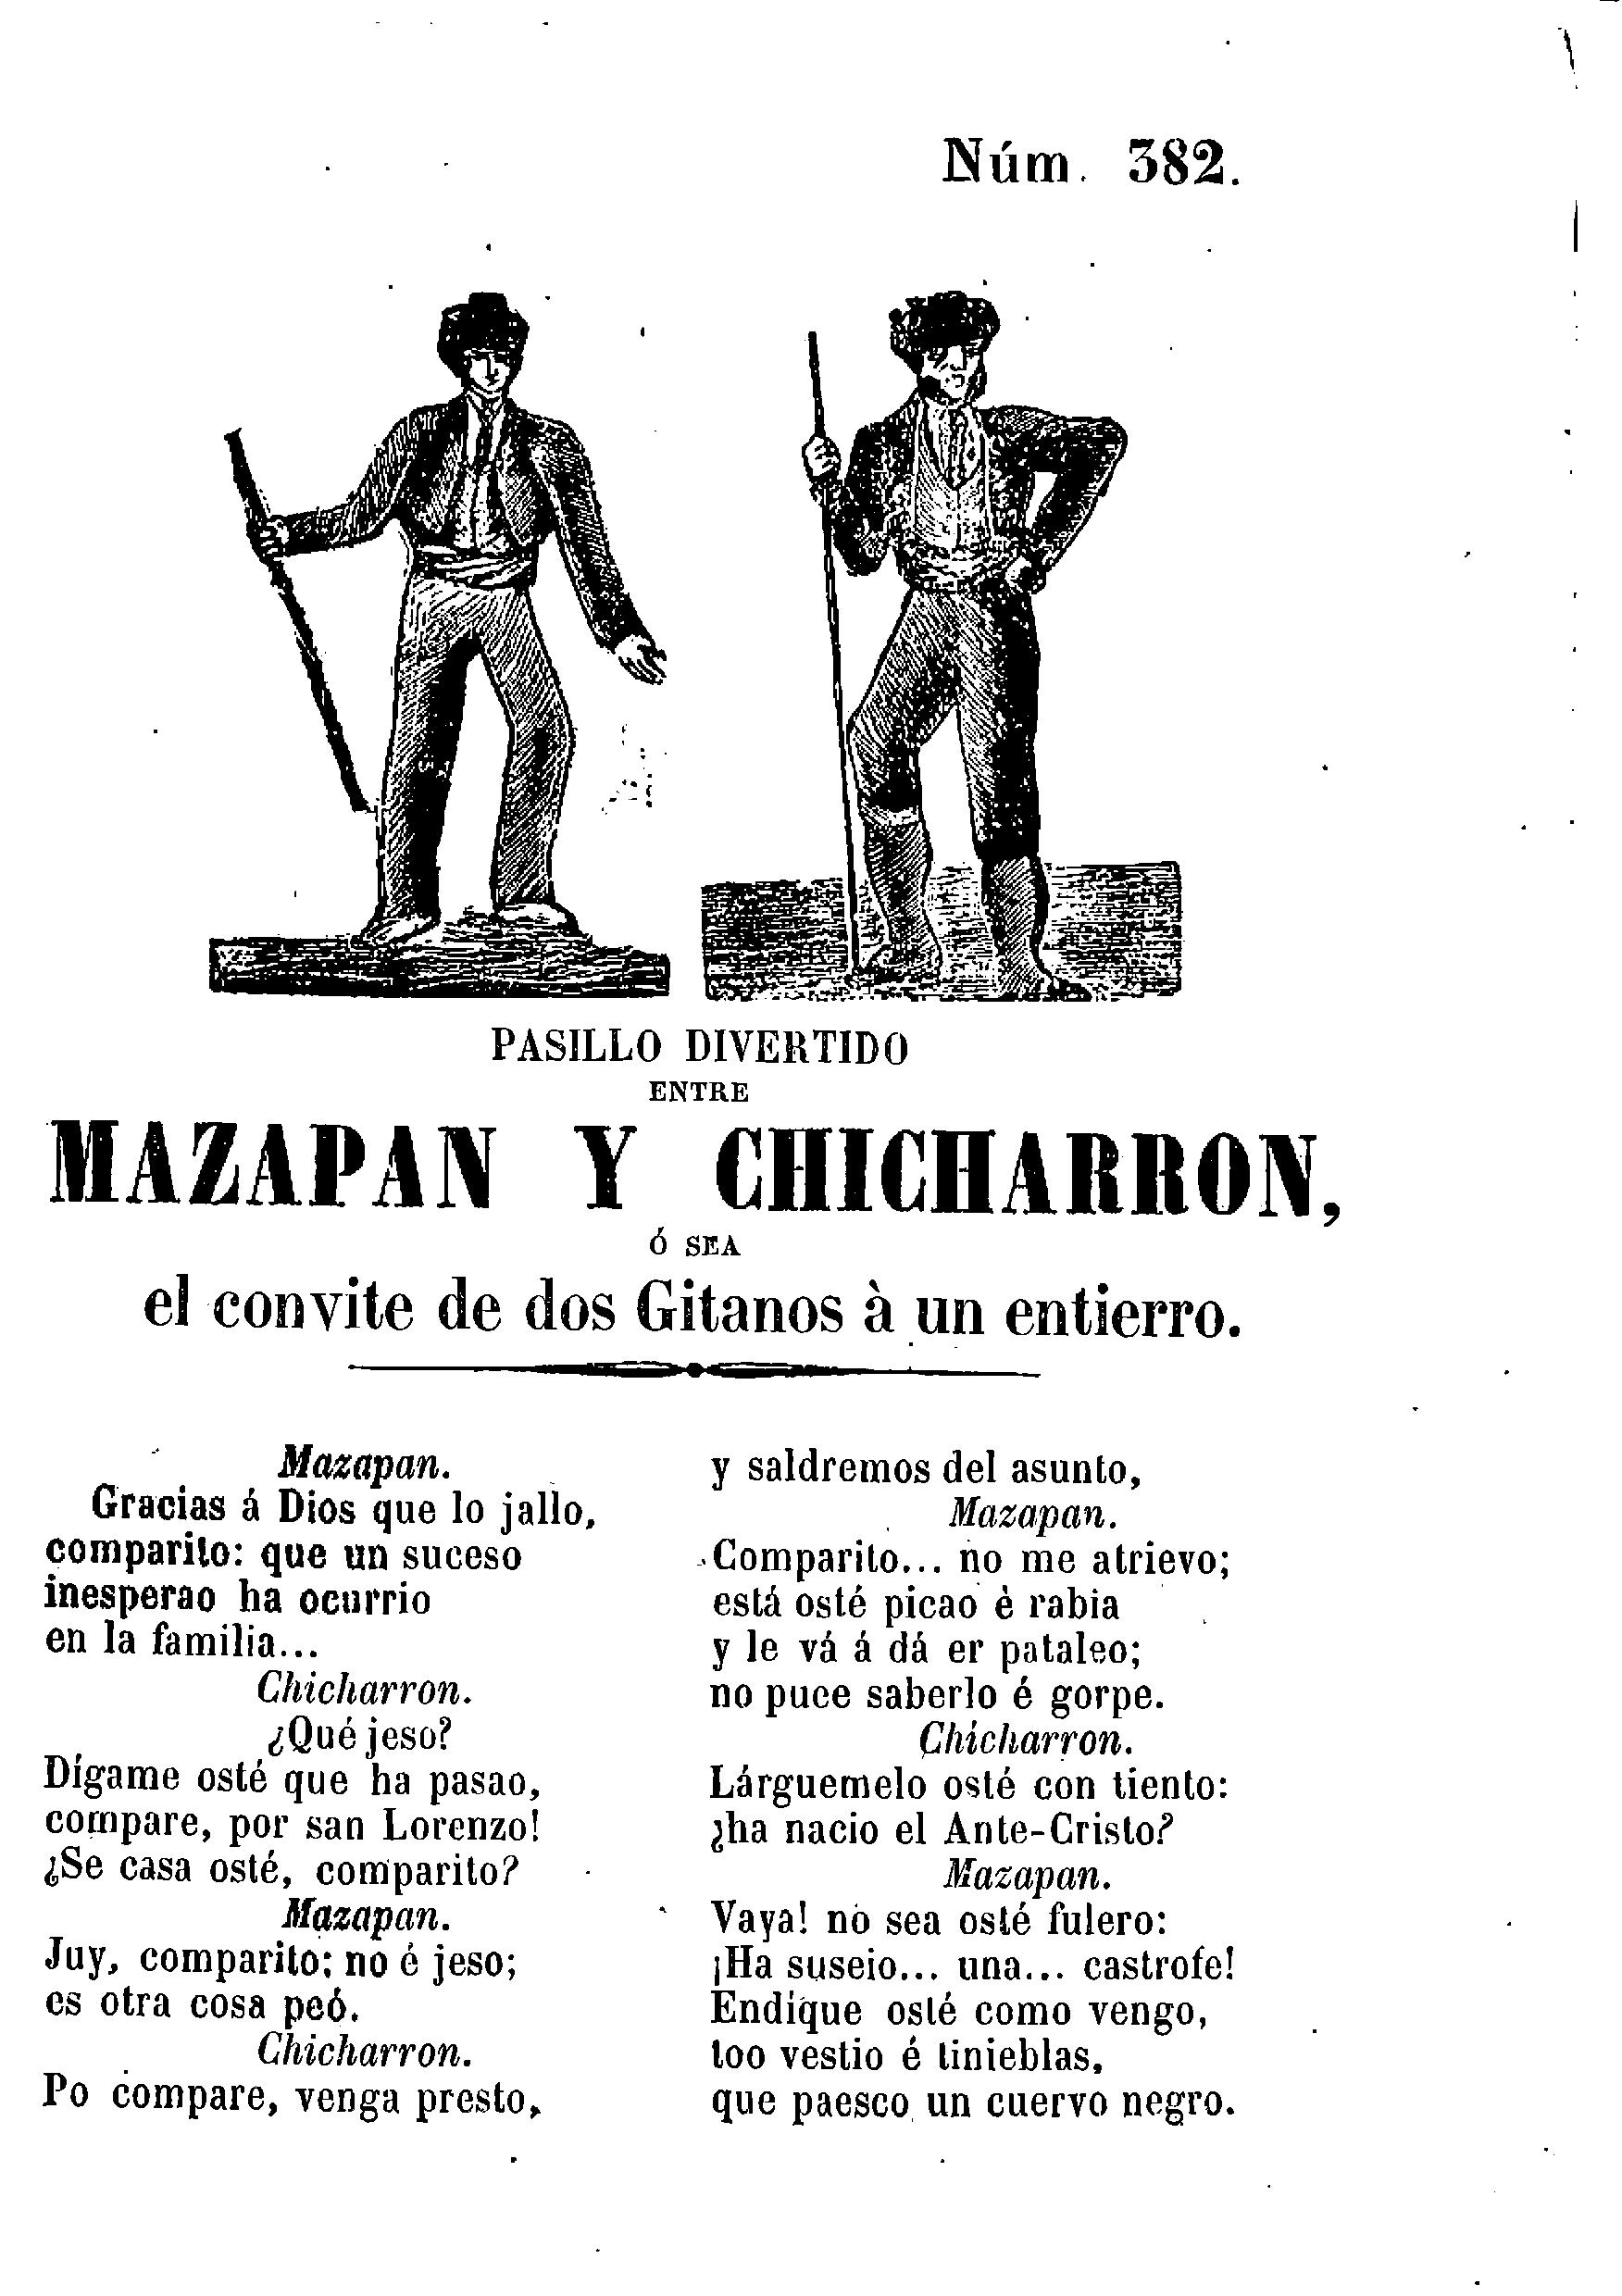 Núm. 382.
PASILLO DIVERTIDO
ENTRE
MAZAPAN Y CHICHARRON,
Ó SEA
el convite de dos Gitanos à un entierro.
Mazapan.
Gracias á Dios que lo jallo,
comparito: que un suceso
inesperao ha ocurrio
en la familia...
Chicharron.
¿Qué jeso?
Dígame osté que ha pasao,
compare, por san Lorenzo!
¿Se casa osté, comparito?
Mazapan.
Juy, comparito; no é jeso;
es otra cosa peó.
Chicharron.
Po compare, venga presto,
y saldremos del asunto,
Mazapan.
Comparito... no me atrievo;
está osté picao è rabia
y le vá á dá er pataleo;
no puce saberlo é gorpe.
Chicharron.
Lárguemelo osté con tiento:
¿ha nacio el Ante-Cristo?
Mazapan.
Vaya! no sea osté fulero:
¡Ha suseio... una... castrofe!
Endique osté como vengo,
too vestio é tinieblas,
que paesco un cuervo negro.